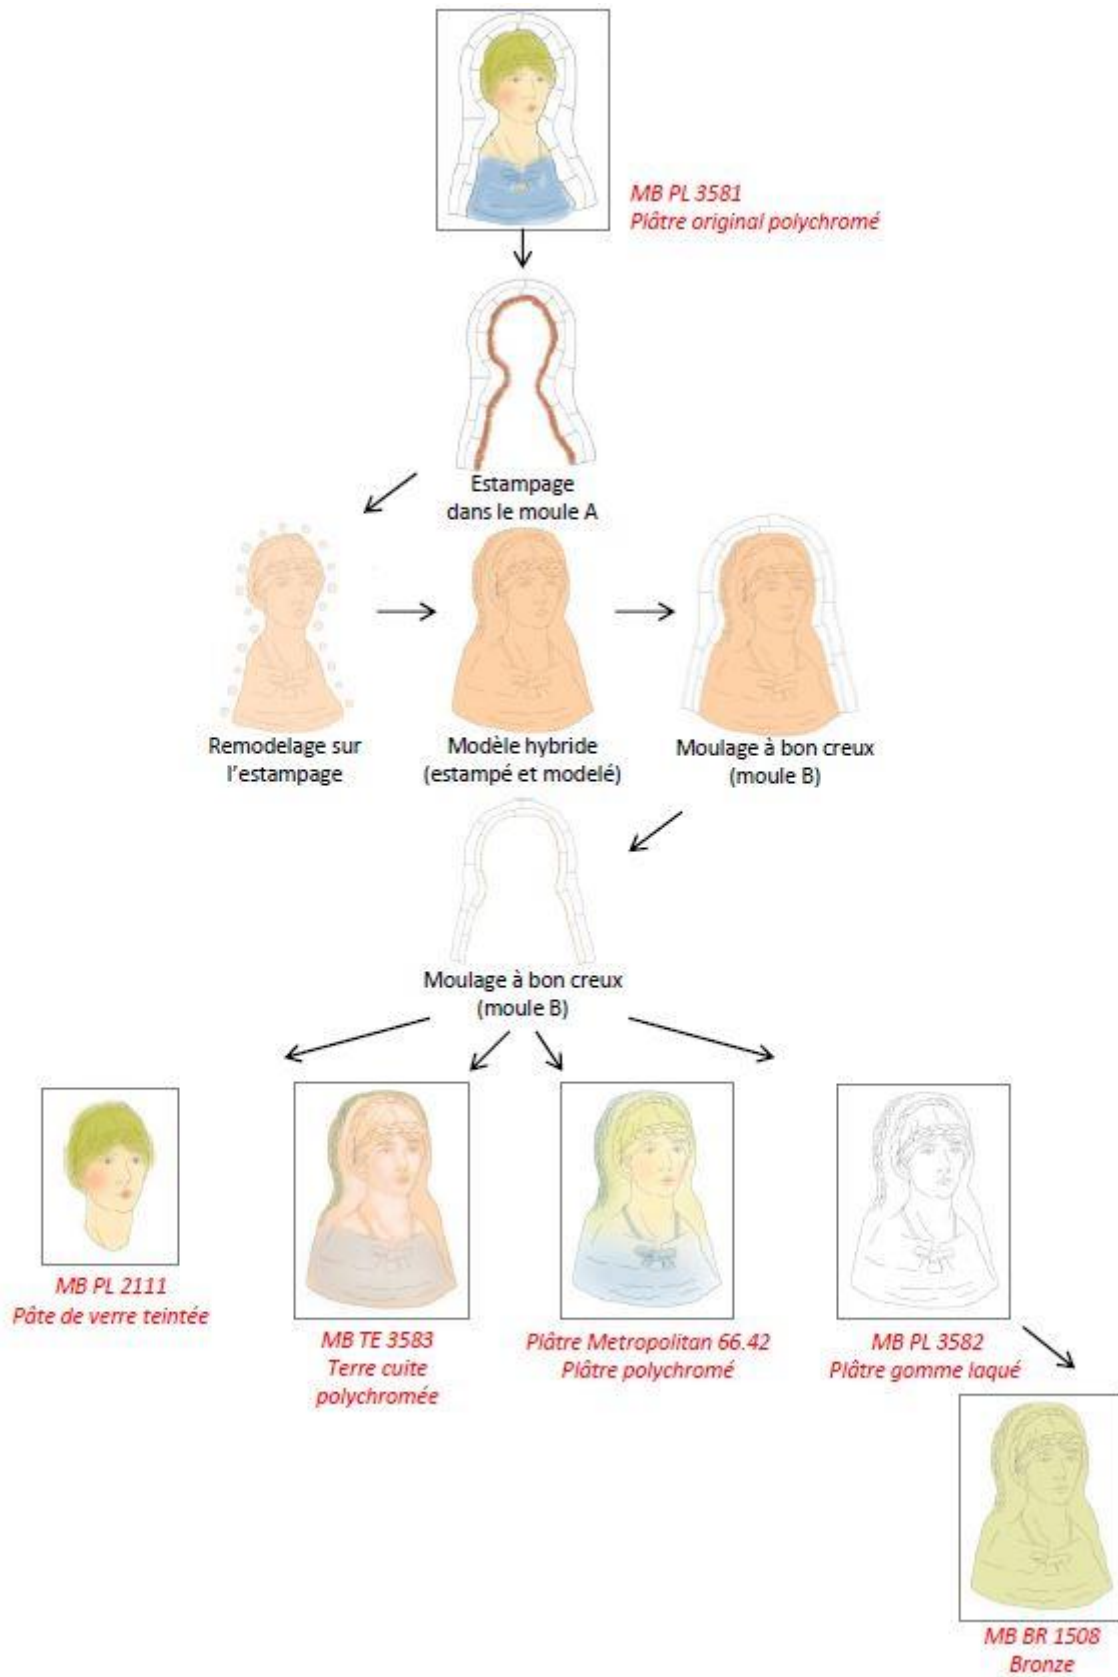 MB PL 3581
Plâtre original polychromé
Estampage
dans le moule A
Remodelage sur
l'estampage
Modèle hybride
(estampé et modelé)
Moulage à bon creux
(moule B)
Moulage à bon creux
(moule B)
MB PL 2111
Pâte de verre teintée
MB TE 3583
Terre cuite
polychromée
Plâtre Metropolitan 66.42
Plâtre polychromé
MB PL 3582
Plâtre gomme laqué
MB BR 1508
Bronze